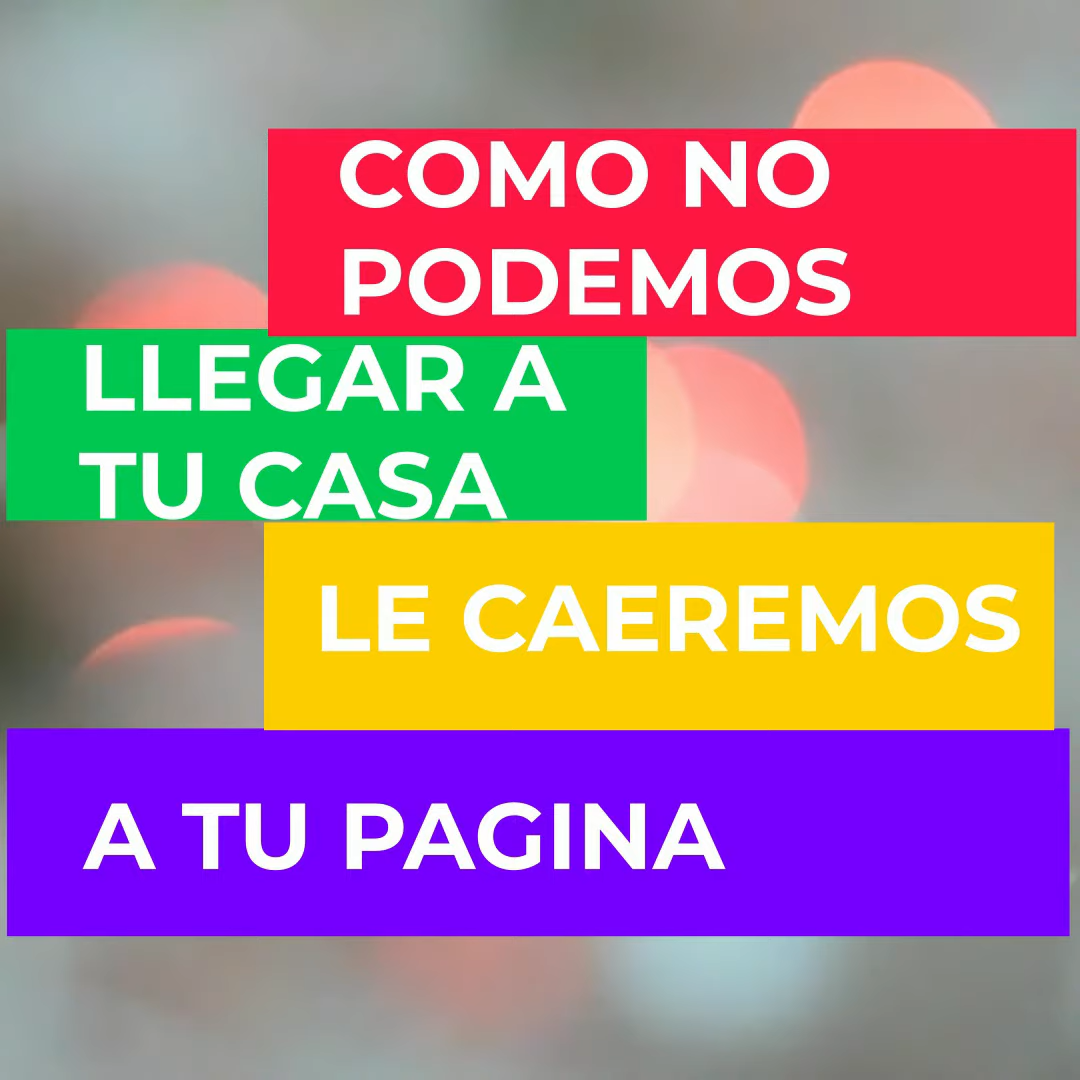 COMO NO
PODEMOS
LLEGAR A
TU CASA
LE CAEREMOS
A TU PAGINA